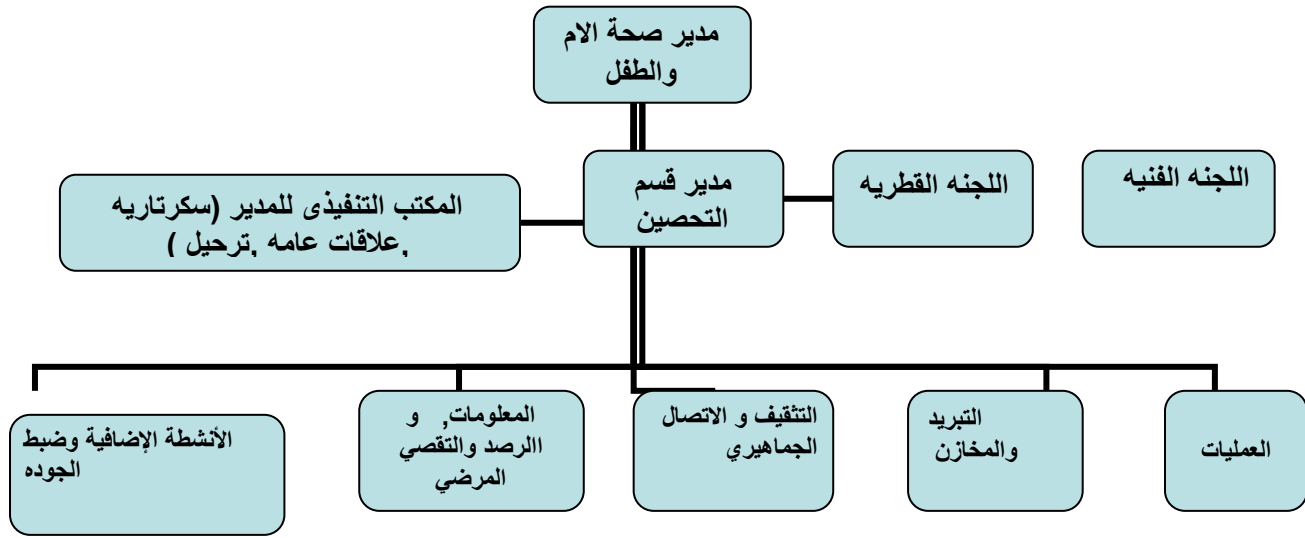 مدير صحة الام
والطفل
اللجنه الفنيه
اللجنه القطريه
مدير قسم
التحصين
المكتب التنفيذى للمدير (سكرتاريه
,علاقات عامه ,ترحيل )
العمليات
التبريد
والمخازن
التثقيف و الاتصال
الجماهيري
المعلومات, و
االرصد والتقصي
المرضي
الأنشطة الإضافية وضبط
الجوده